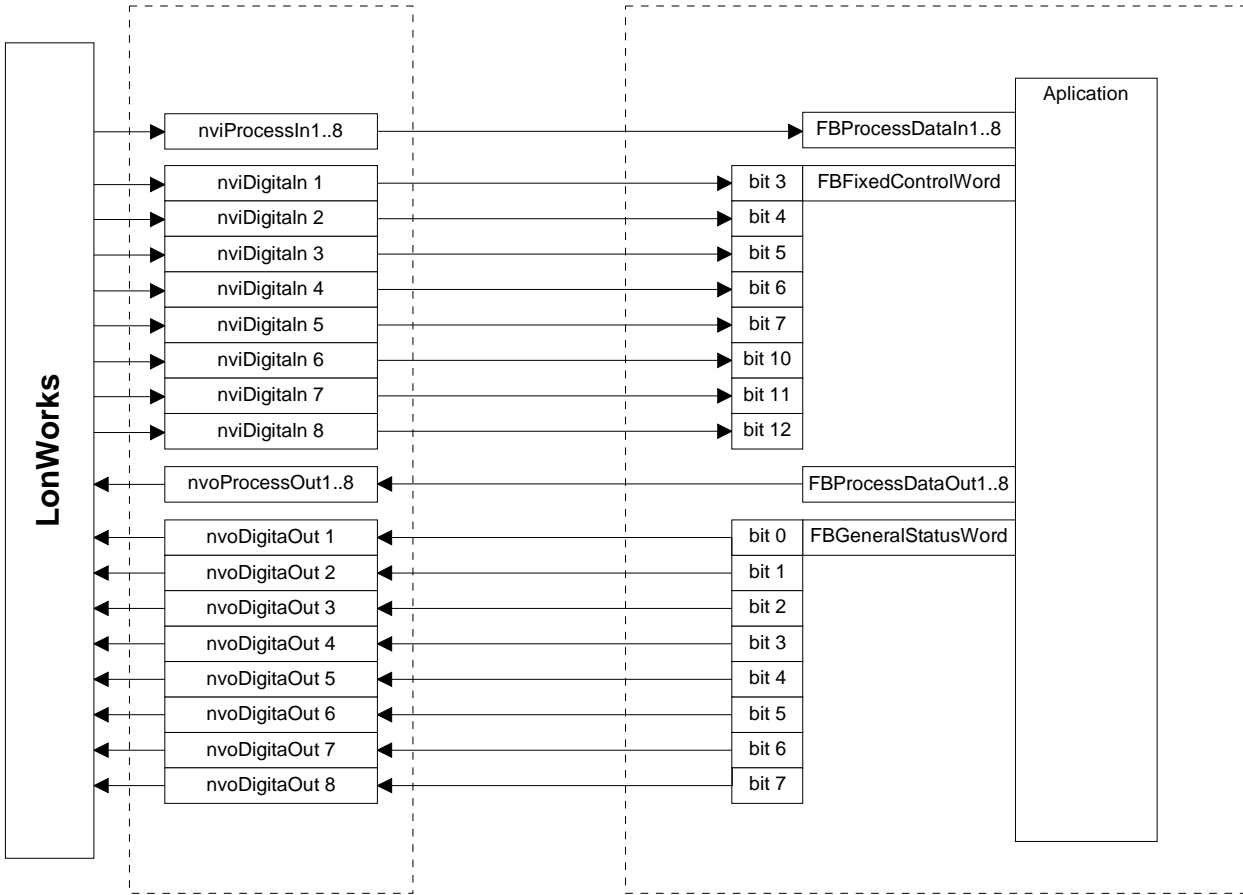 Aplication
nviProcessIn1..8
FBProcessDataIn1..8
nviDigitaIn 1
bit 3
FBFixedControlWord
nviDigitaIn 2
bit 4
nviDigitaIn 3
bit 5
nviDigitaIn 4
bit 6
nviDigitaIn 5
bit 7
nviDigitaIn 6
bit 10
nviDigitaIn 7
bit 11
nviDigitaIn 8
bit 12
LonWorks
nvoProcessOut1..8
FBProcessDataOut1..8
nvoDigitaOut 1
bit 0
FBGeneralStatusWord
nvoDigitaOut 2
bit 1
nvoDigitaOut 3
bit 2
nvoDigitaOut 4
bit 3
nvoDigitaOut 5
bit 4
nvoDigitaOut 6
bit 5
nvoDigitaOut 7
bit 6
nvoDigitaOut 8
bit 7